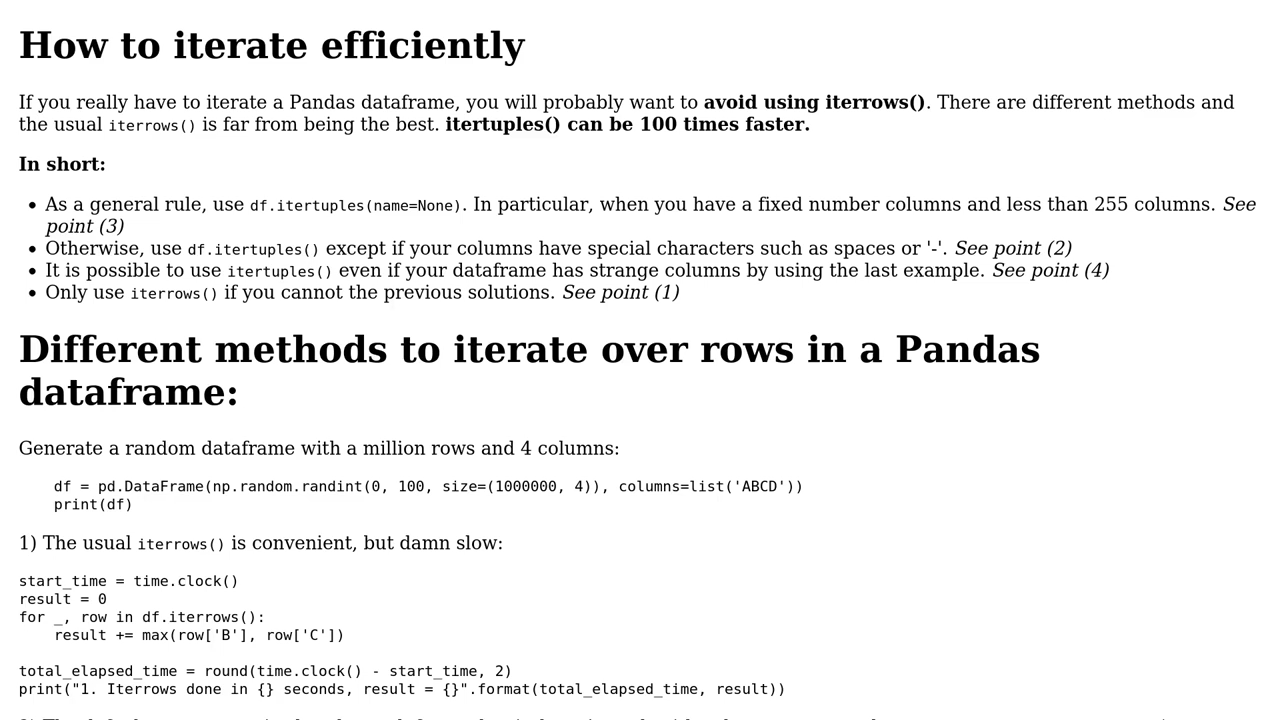 How to iterate efficiently
If you really have to iterate a Pandas dataframe, you will probably want to avoid using iterrows(). There are different methods and
the usual iterrows() is far from being the best. itertuples() can be 100 times faster.
In short:
• As a general rule, use df.itertuples(name=None). In particular, when you have a fixed number columns and less than 255 columns. See
point (3)
• Otherwise, use df.itertuples() except if your columns have special characters such as spaces or '-'. See point (2)
• It is possible to use itertuples() even if your dataframe has strange columns by using the last example. See point (4)
• Only use iterrows() if you cannot the previous solutions. See point (1)
Different methods to iterate over rows in a Pandas
dataframe:
Generate a random dataframe with a million rows and 4 columns:
    df = pd.DataFrame(np.random.randint(0, 100, size=(1000000, 4)), columns=list('ABCD'))
    print(df)
1) The usual iterrows() is convenient, but damn slow:
start_time = time.clock()
result = 0
for _, row in df.iterrows():
    result += max(row['B'], row['C'])
total_elapsed_time = round(time.clock() - start_time, 2)
print("1. Iterrows done in {} seconds, result = {}".format(total_elapsed_time, result))